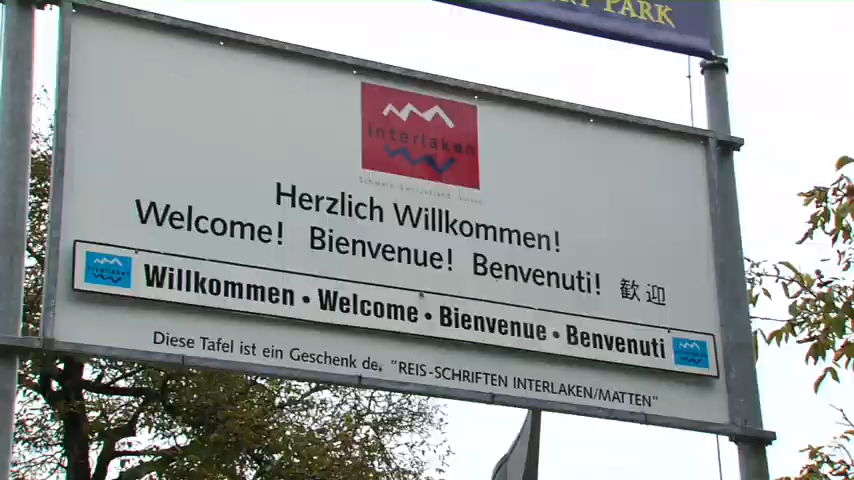 PARK
interlaken
Herzlich Willkommen!
Welcome! Bienvenue! Benvenuti! 歓迎
Willkommen • Welcome • Bienvenue • Benvenuti
Diese Tafel ist ein Geschenk de. "REIS-SCHRIFTEN INTERLAKEN/MATTEN"